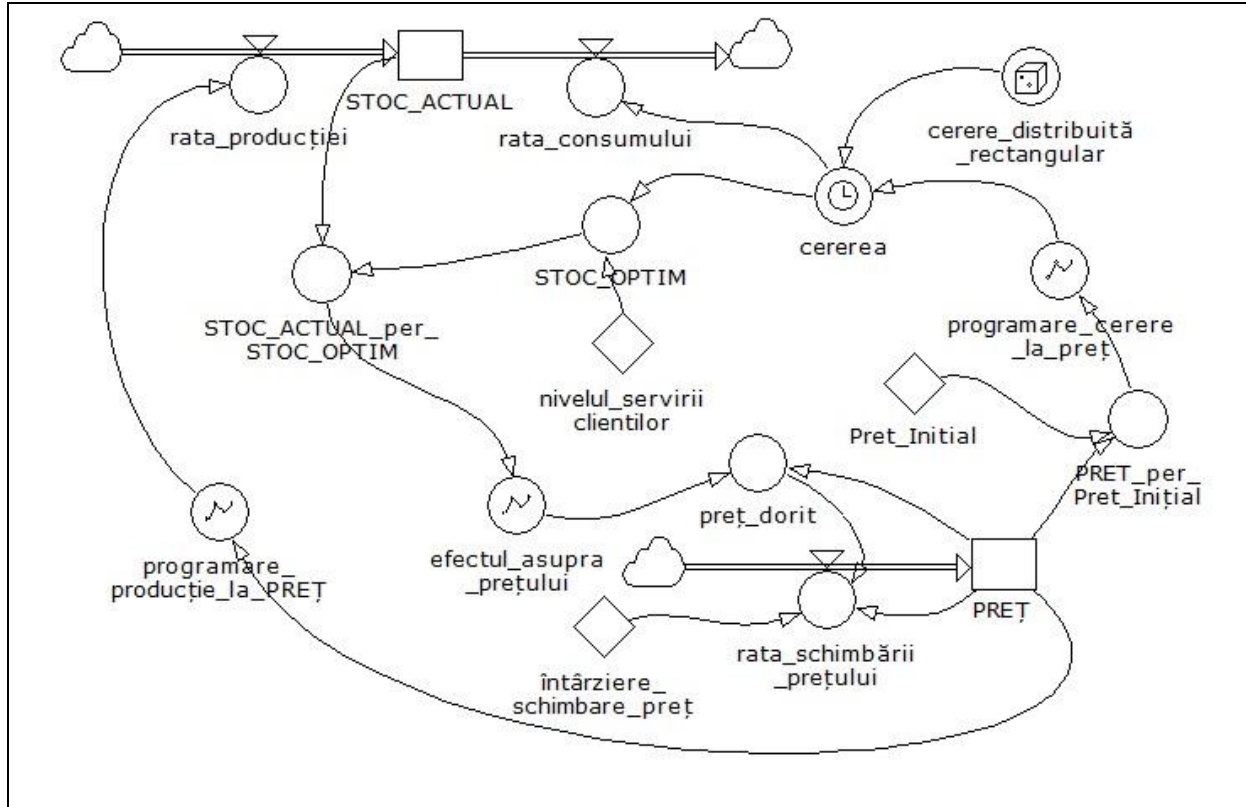 STOC_ACTUAL
rata_producției
rata_consumului
cerere_distribuită
_rectangular
cererea
STOC_OPTIM
STOC_ACTUAL_per_
STOC_OPTIM
programare_cerere
_la_preț
nivelul_servirii
clientilor
Pret_Initial
PRET_per_
Pret_Inițial
preț_dorit
efectul_asupra
_prețului
programare_
producție_la_PREȚ
PREȚ
rata_schimbării
_prețului
întârziere_
schimbare_preț